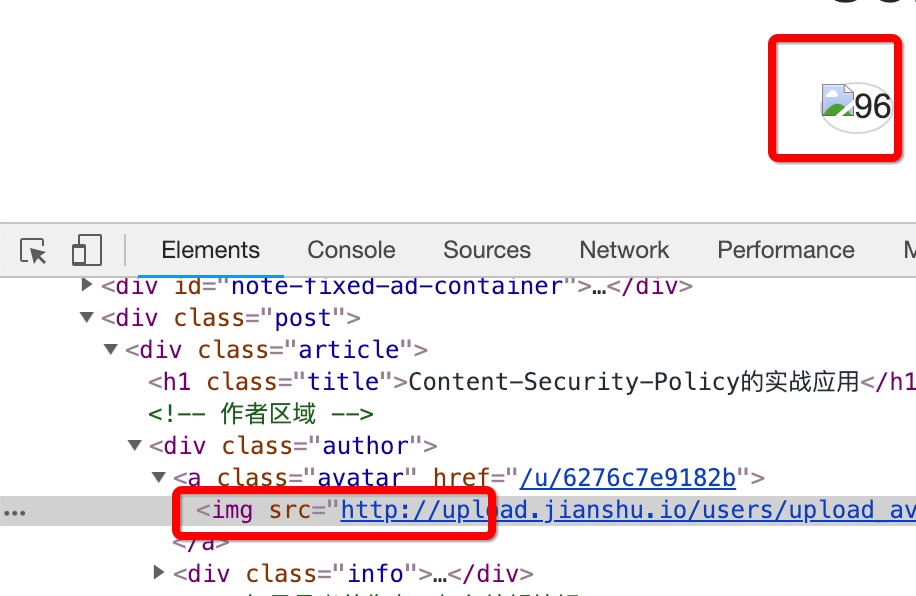 96
Elements Console Sources Network Performance
<div id="note-fixed-ad-container">…</div>
<div class="post">
<div class="article">
<h1 class="title">Content-Security-Policy的实战应用</h1
<!-- 作者区域 -->
<div class="author">
<a class="avatar" href="/u/6276c7e9182b">
<img src="http://upload.jianshu.io/users/upload_av
</a>
<div class="info">…</div>